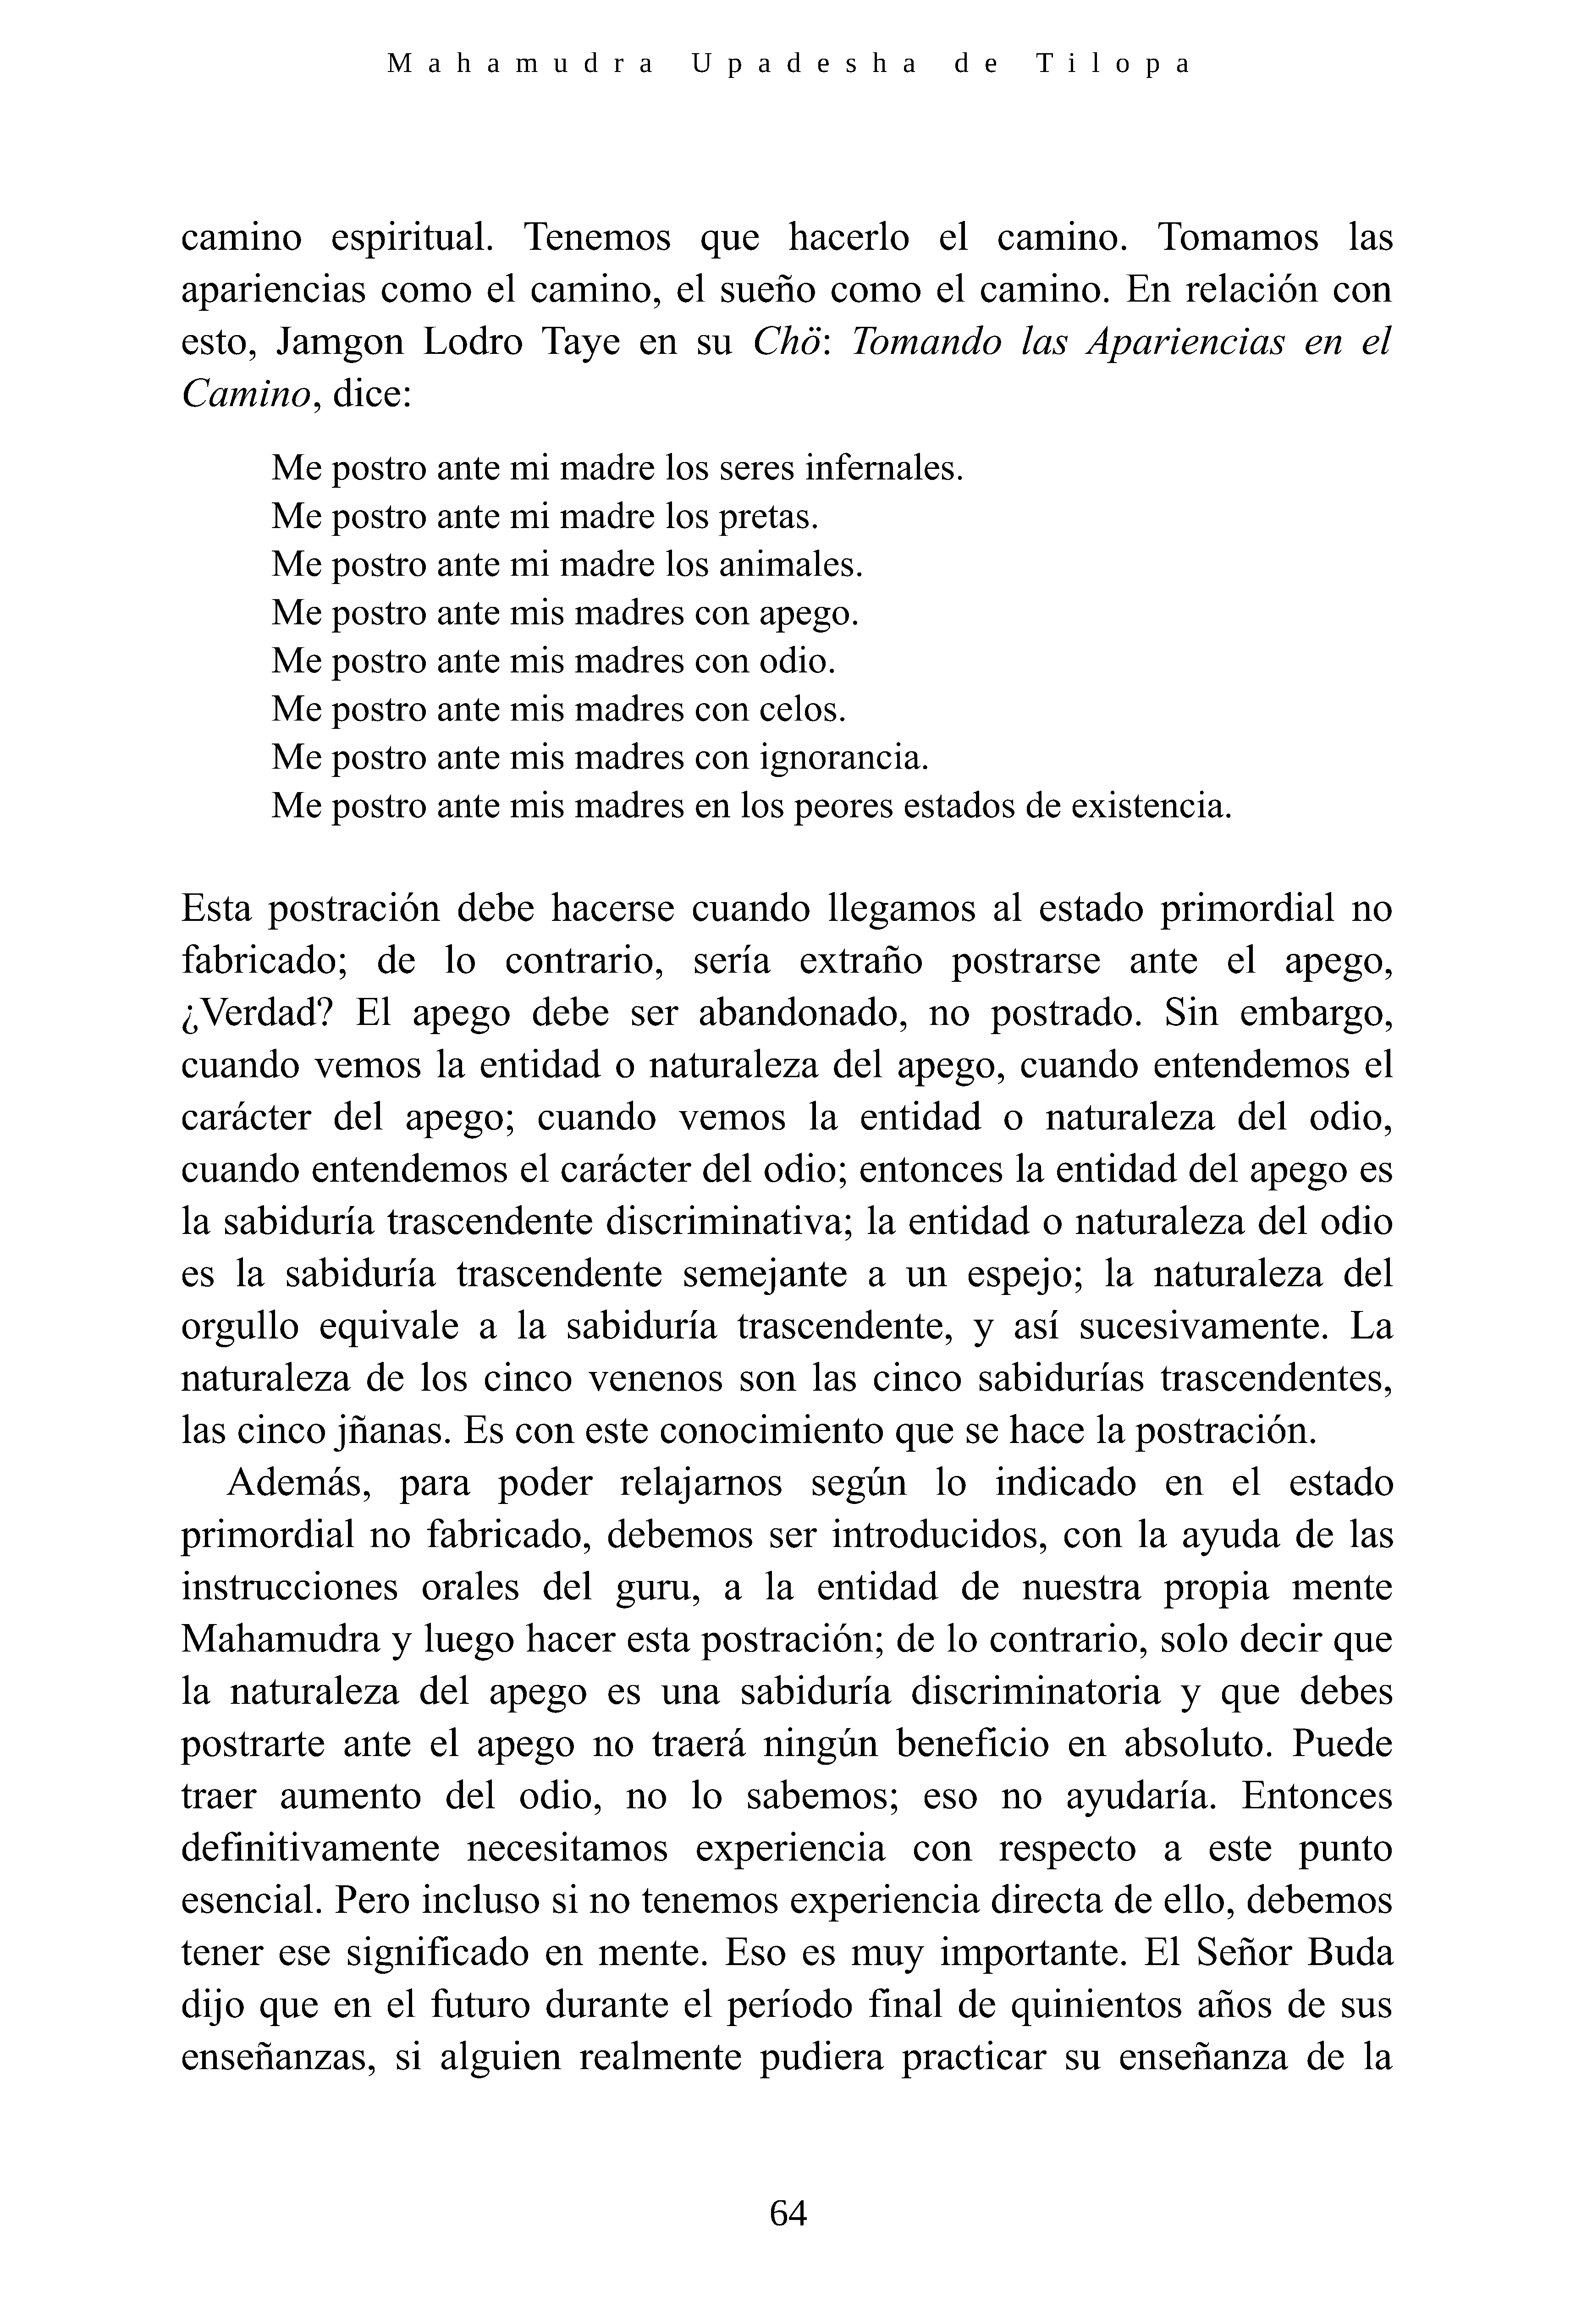 Mahamudra Upadesha de Tilopa
camino espiritual. Tenemos que hacerlo el camino. Tomamos las
apariencias como el camino, el sueño como el camino. En relación con
esto, Jamgon Lodro Taye en su Chö: Tomando las Apariencias en el
Camino, dice:
Me postro ante mi madre los seres infernales.
Me postro ante mi madre los pretas.
Me postro ante mi madre los animales.
Me postro ante mis madres con apego.
Me postro ante mis madres con odio.
Me postro ante mis madres con celos.
Me postro ante mis madres con ignorancia.
Me postro ante mis madres en los peores estados de existencia.
Esta postración debe hacerse cuando llegamos al estado primordial no
fabricado; de lo contrario, sería extraño postrarse ante el apego,
¿Verdad? El apego debe ser abandonado, no postrado. Sin embargo,
cuando vemos la entidad o naturaleza del apego, cuando entendemos el
carácter del apego; cuando vemos la entidad o naturaleza del odio,
cuando entendemos el carácter del odio; entonces la entidad del apego es
la sabiduría trascendente discriminativa; la entidad o naturaleza del odio
es la sabiduría trascendente semejante a un espejo; la naturaleza del
orgullo equivale a la sabiduría trascendente, y así sucesivamente. La
naturaleza de los cinco venenos son las cinco sabidurías trascendentes,
las cinco jñanas. Es con este conocimiento que se hace la postración.
Además, para poder relajarnos según lo indicado en el estado
primordial no fabricado, debemos ser introducidos, con la ayuda de las
instrucciones orales del guru, a la entidad de nuestra propia mente
Mahamudra y luego hacer esta postración; de lo contrario, solo decir que
la naturaleza del apego es una sabiduría discriminatoria y que debes
postrarte ante el apego no traerá ningún beneficio en absoluto. Puede
traer aumento del odio, no lo sabemos; eso no ayudaría. Entonces
definitivamente necesitamos experiencia con respecto a este punto
esencial. Pero incluso si no tenemos experiencia directa de ello, debemos
tener ese significado en mente. Eso es muy importante. El Señor Buda
dijo que en el futuro durante el período final de quinientos años de sus
enseñanzas, si alguien realmente pudiera practicar su enseñanza de la
64